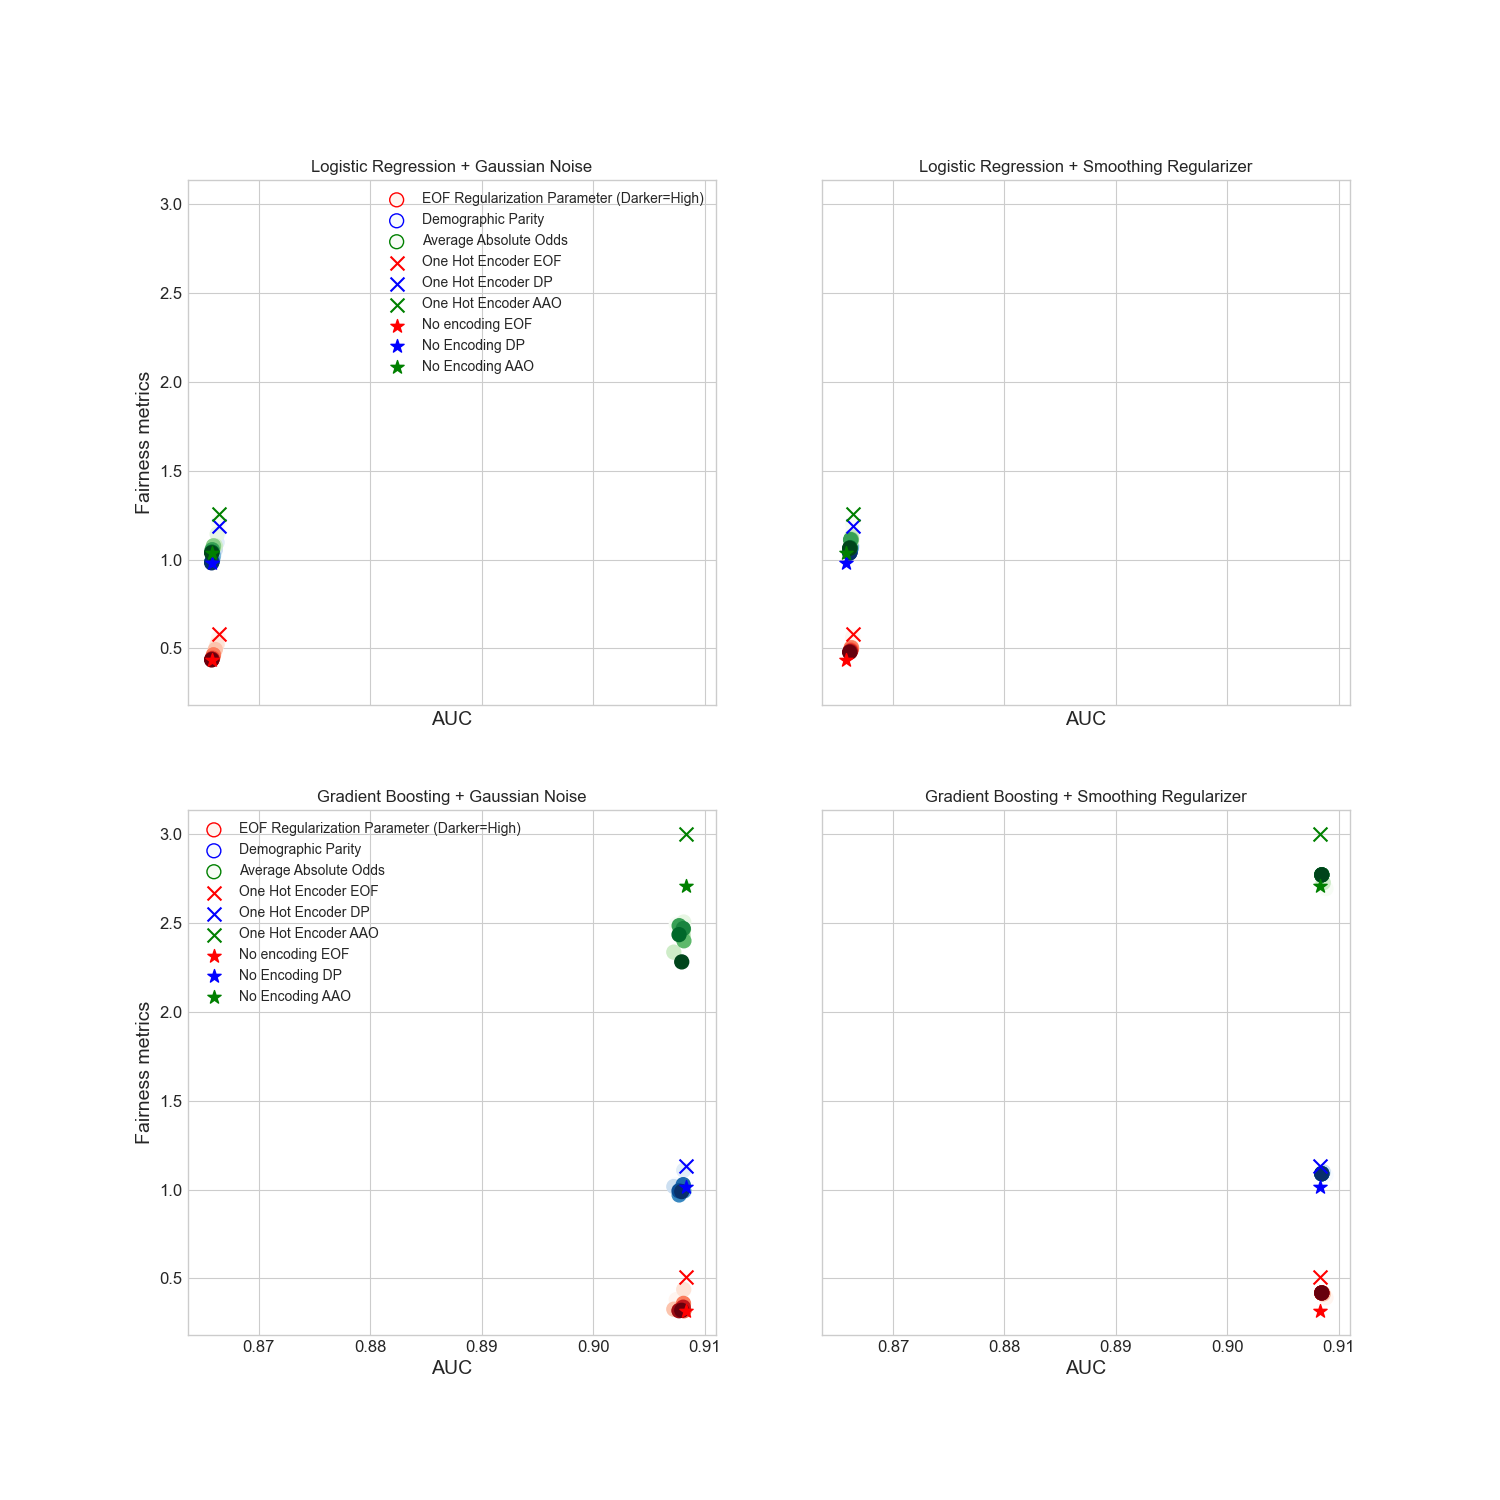 Logistic Regression + Gaussian Noise
3.0
2.5
2.0
1.5
1.0
0.5
Fairness metrics
EOF Regularization Parameter (Darker=High)
Demographic Parity
Average Absolute Odds
One Hot Encoder EOF
One Hot Encoder DP
One Hot Encoder AAO
No encoding EOF
No Encoding DP
No Encoding AAO
AUC
Logistic Regression + Smoothing Regularizer
AUC
Gradient Boosting + Gaussian Noise
3.0
2.5
2.0
1.5
1.0
0.5
Fairness metrics
EOF Regularization Parameter (Darker=High)
Demographic Parity
Average Absolute Odds
One Hot Encoder EOF
One Hot Encoder DP
One Hot Encoder AAO
No encoding EOF
No Encoding DP
No Encoding AAO
0.87 0.88 0.89 0.90 0.91
AUC
Gradient Boosting + Smoothing Regularizer
0.87 0.88 0.89 0.90 0.91
AUC